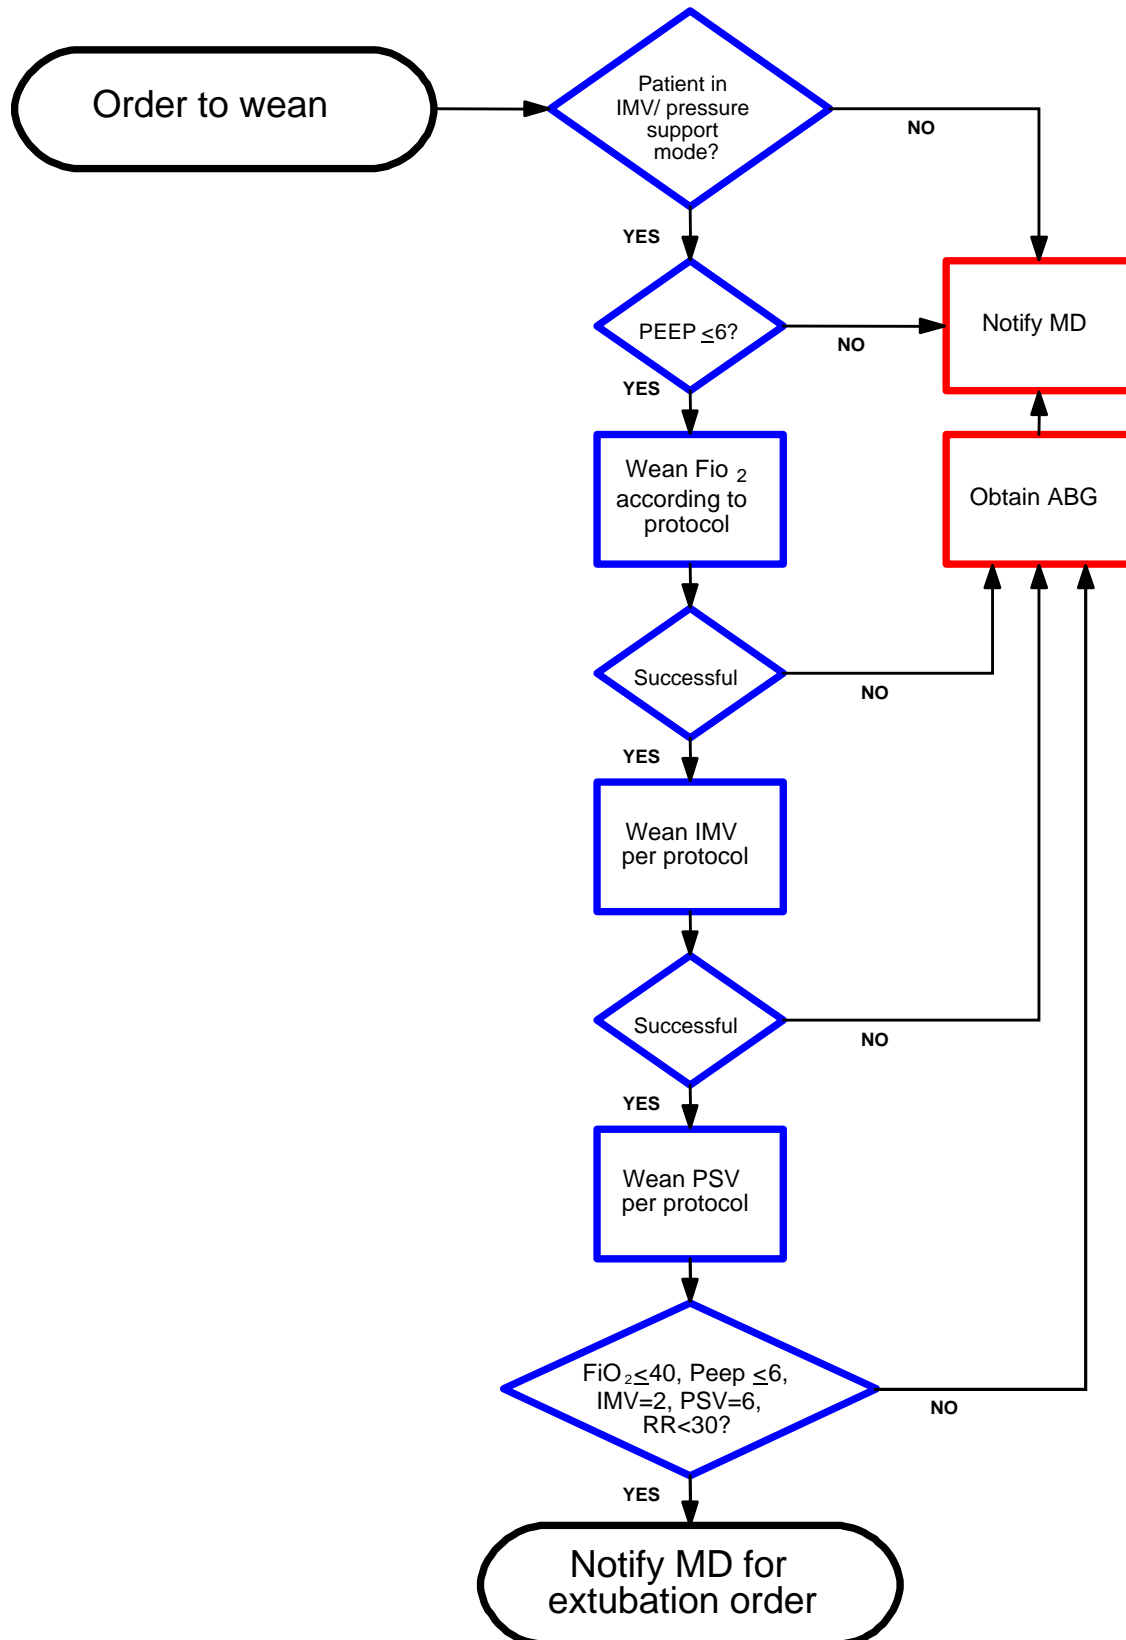 Order to wean
Patient in
IMV/ pressure
support
mode?
NO
YES
PEEP ≤6?
NO
Notify MD
YES
Wean Fio ₂
according to
protocol
Obtain ABG
Successful
NO
YES
Wean IMV
per protocol
Successful
NO
YES
Wean PSV
per protocol
FiO₂≤40, Peep ≤6,
IMV=2, PSV=6,
RR<30?
NO
YES
Notify MD for
extubation order